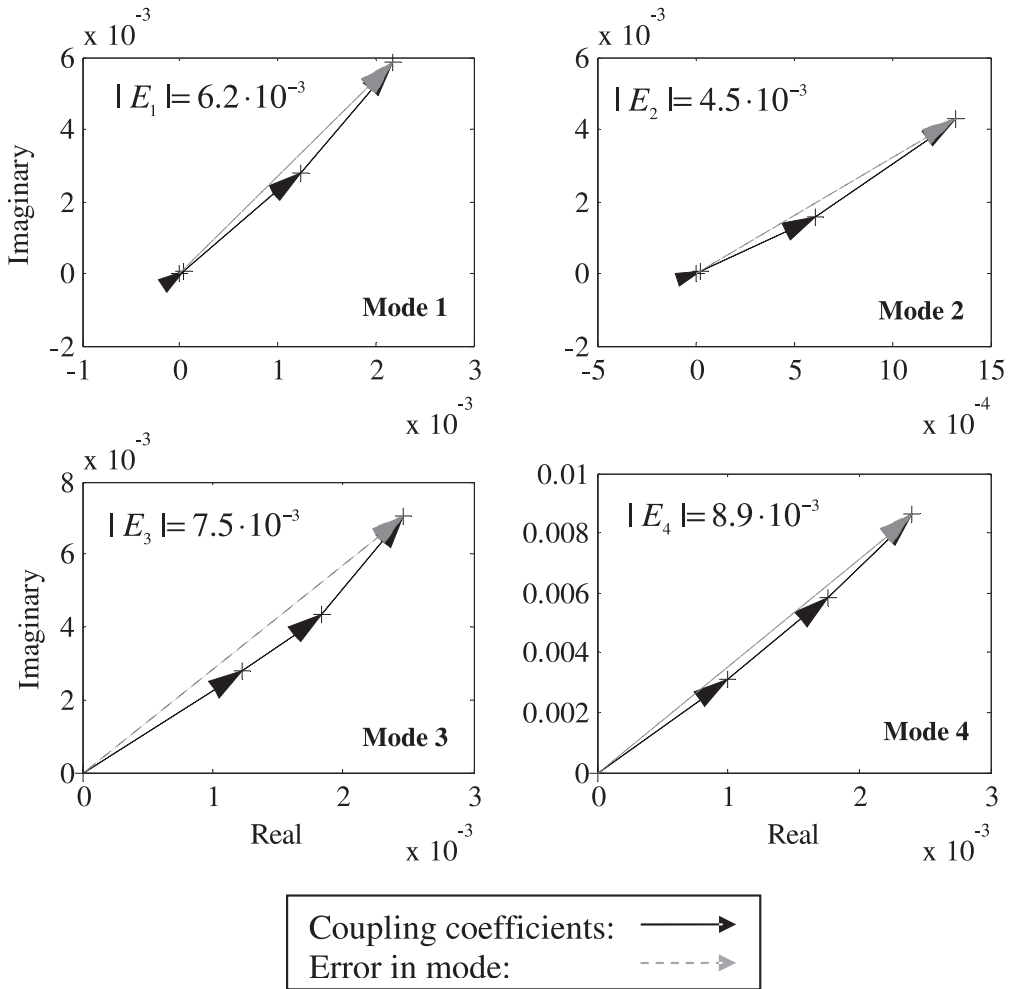 x 10⁻³
6
4
2
0
-2
Imaginary
| E₁ |= 6.2·10⁻³
Mode 1
-1
0
1
2
3
x 10⁻³
x 10⁻³
6
4
2
0
-2
| E₂ |= 4.5·10⁻³
Mode 2
-5
0
5
10
15
x 10⁻⁴
x 10⁻³
8
6
4
2
0
Imaginary
| E₃ |= 7.5·10⁻³
Mode 3
0
1
2
3
Real
x 10⁻³
0.01
0.008
0.006
0.004
0.002
0
| E₄ |= 8.9·10⁻³
Mode 4
0
1
2
3
Real
x 10⁻³
Coupling coefficients:
Error in mode: